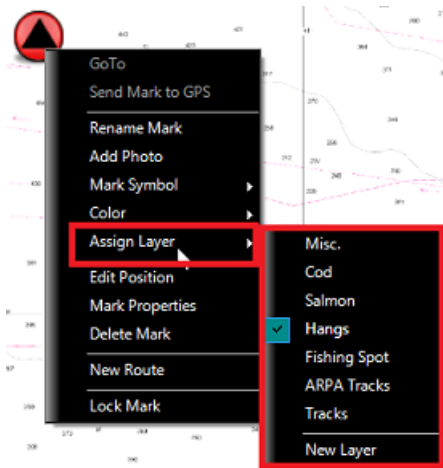 GoTo
Send Mark to GPS
Rename Mark
Add Photo
Mark Symbol
Color
Assign Layer
Edit Position
Mark Properties
Delete Mark
New Route
Lock Mark
Misc.
Cod
Salmon
Hangs
Fishing Spot
ARPA Tracks
Tracks
New Layer